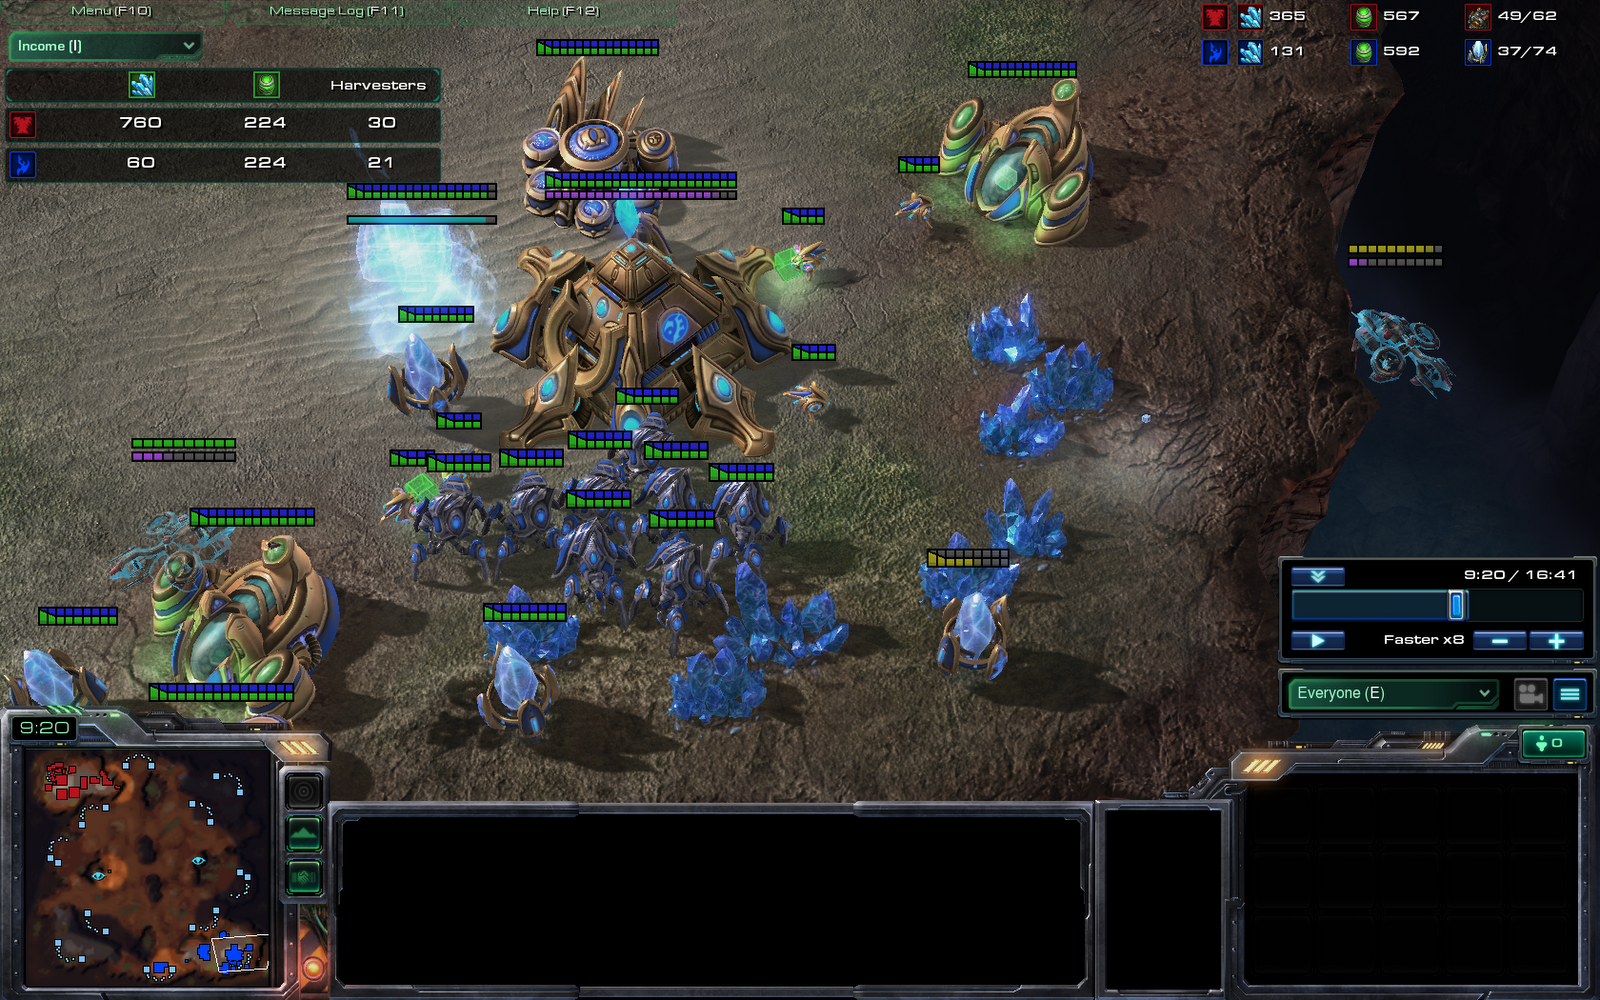 Menu (F10) Message Log (F11) Help (F12)
365 567 49/62
131 592 37/74
Income (I)
Harvesters
760 224 30
60 224 21
9:20 / 16:41
Faster x8
Everyone (E)
9:20
0